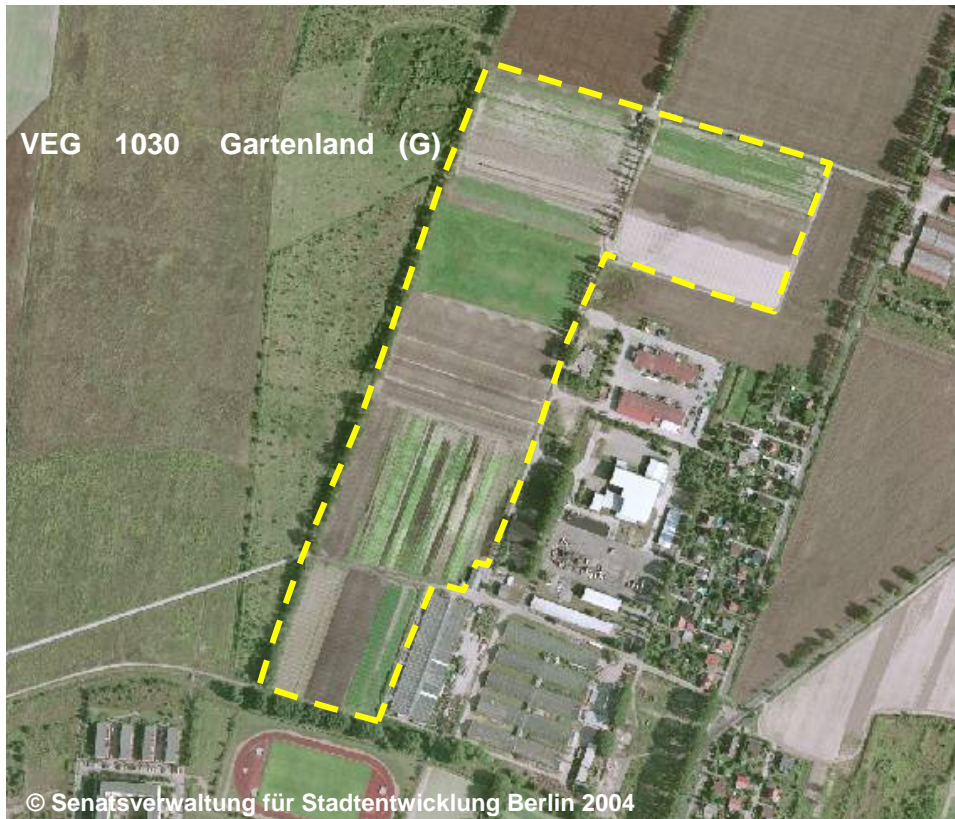 VEG 1030 Gartenland (G)
© Senatsverwaltung für Stadtentwicklung Berlin 2004